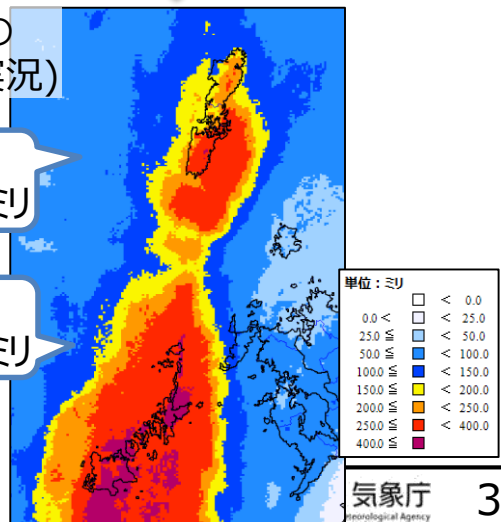 の
実況)
ミリ
ミリ
単位：ミリ
< 0.0
0.0 < < 25.0
25.0 ≦ < 50.0
50.0 ≦ < 100.0
100.0 ≦ < 150.0
150.0 ≦ < 200.0
200.0 ≦ < 250.0
250.0 ≦ < 400.0
400.0 ≦
気象庁
eteorological Agency
3